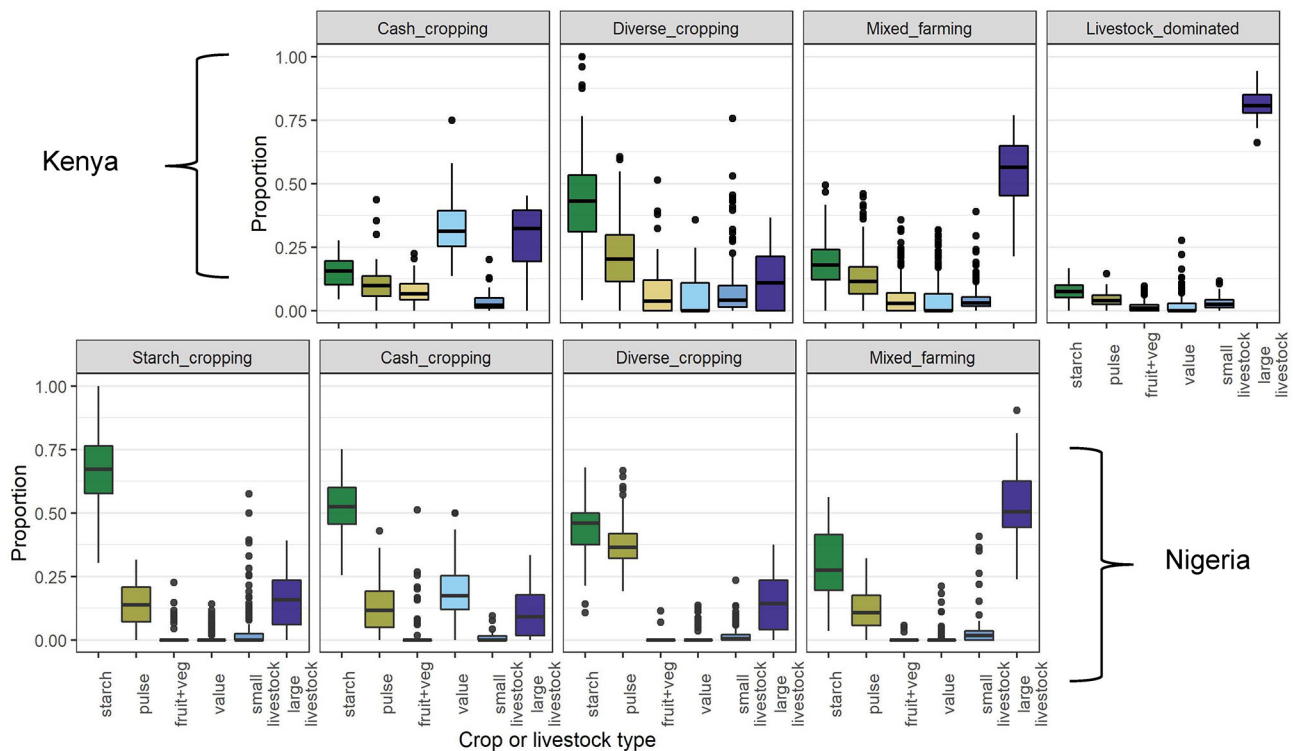 Cash_cropping
Diverse_cropping
Mixed_farming
Livestock_dominated
Kenya
Proportion
1.00
0.75
0.50
0.25
0.00
starch
pulse
fruit+veg
value
small
livestock
large
livestock
Starch_cropping
Cash_cropping
Diverse_cropping
Mixed_farming
Proportion
1.00
0.75
0.50
0.25
0.00
Nigeria
starch
pulse
fruit+veg
value
small
livestock
large
livestock
starch
pulse
fruit+veg
value
small
livestock
large
livestock
starch
pulse
fruit+veg
value
small
livestock
large
livestock
starch
pulse
fruit+veg
value
small
livestock
large
livestock
Crop or livestock type